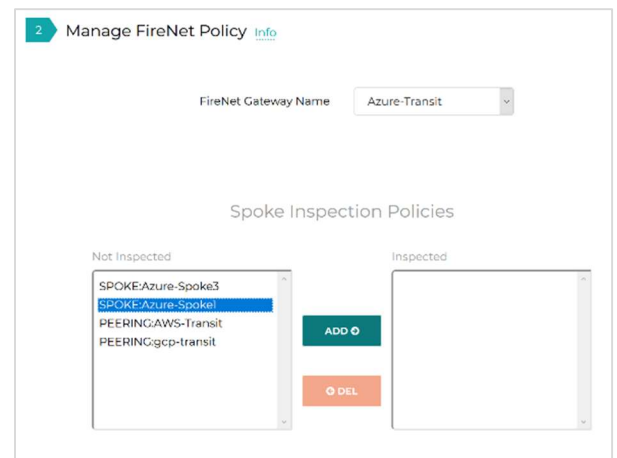 2 Manage FireNet Policy Info
FireNet Gateway Name Azure-Transit
Spoke Inspection Policies
Not Inspected Inspected
SPOKE:Azure-Spoke3
SPOKE:Azure-Spoke1
PEERING:AWS-Transit
PEERING:gcp-transit
ADD
DEL